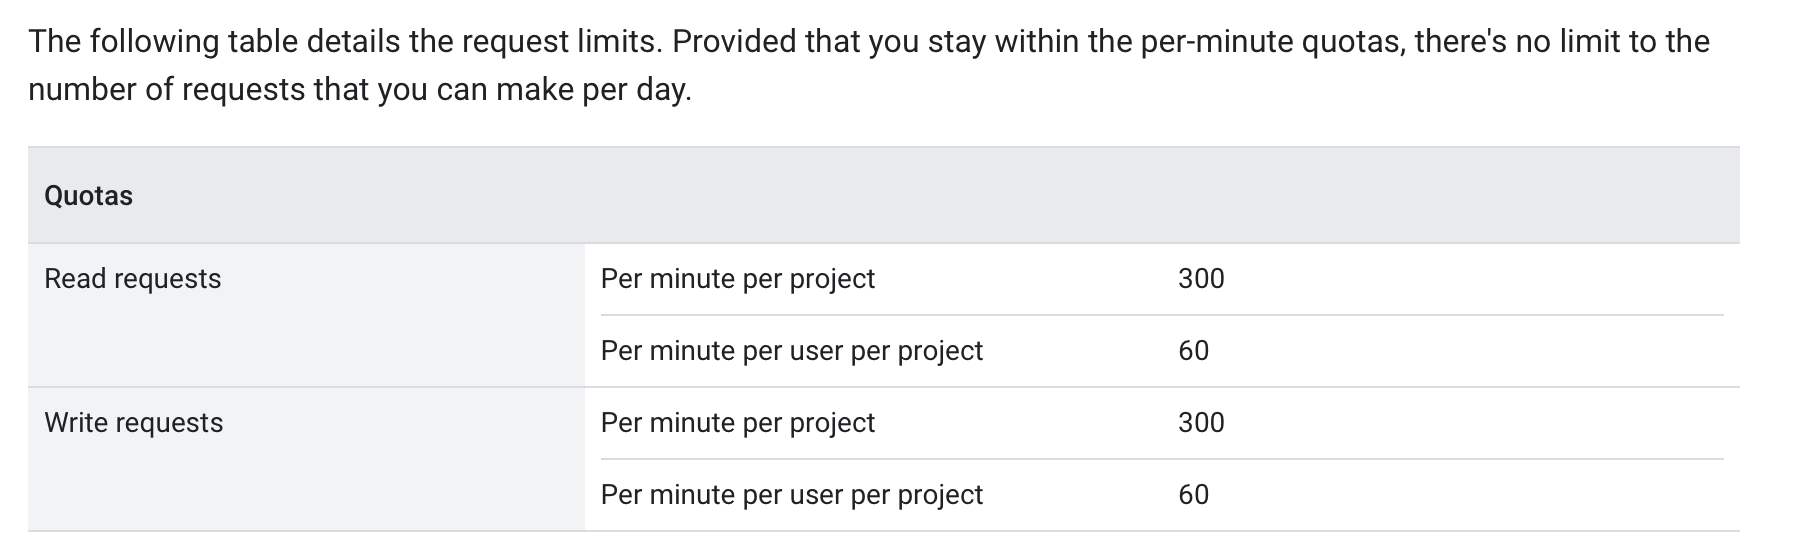 The following table details the request limits. Provided that you stay within the per-minute quotas, there's no limit to the
number of requests that you can make per day.
Quotas
Read requests Per minute per project 300
Per minute per user per project 60
Write requests Per minute per project 300
Per minute per user per project 60